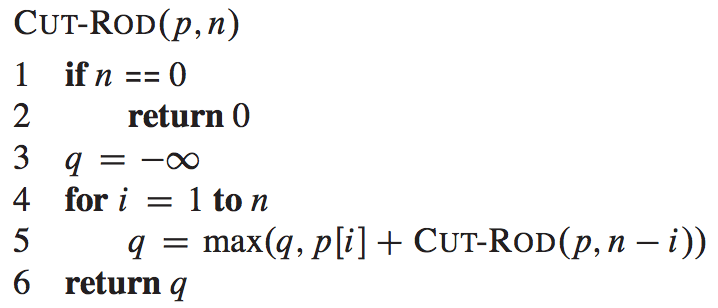 CUT-ROD(p, n)
1 if n == 0
2 return 0
3 q = −∞
4 for i = 1 to n
5 q = max(q, p[i] + CUT-ROD(p, n − i))
6 return q